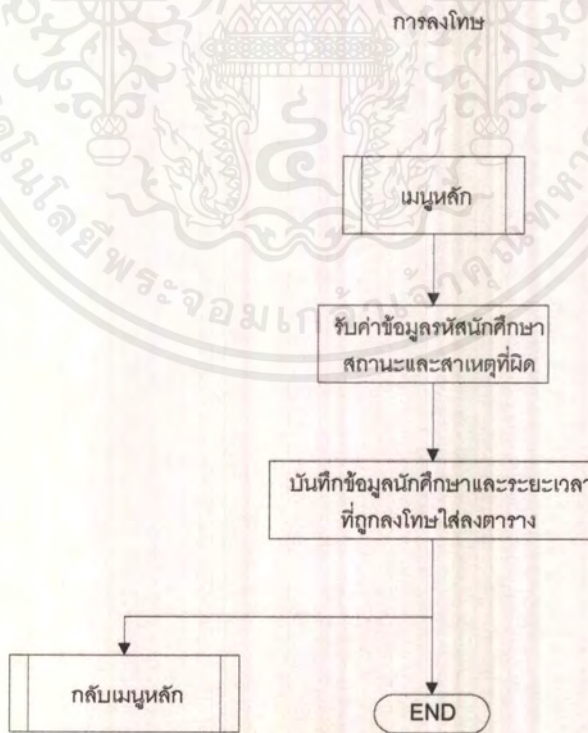 การลงโทษ
เมนูหลัก
รับค่าข้อมูลรหัสนักศึกษา
สถานะและสาเหตุที่ผิด
บันทึกข้อมูลนักศึกษาและระยะเวลา
ที่ถูกลงโทษใส่ลงตาราง
กลับเมนูหลัก
END